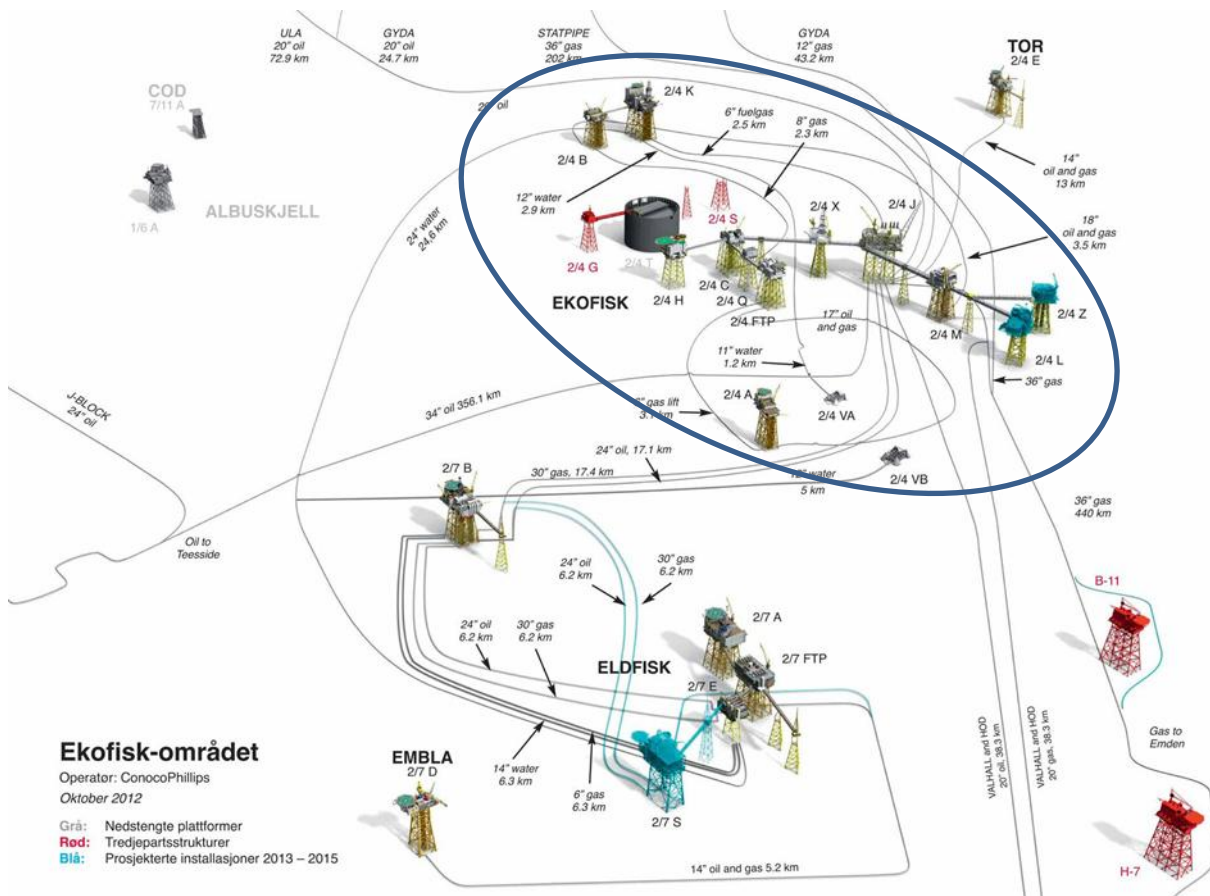 ULA
20" oil
72.9 km
GYDA
20" oil
24.7 km
STATPIPE
36" gas
202 km
GYDA
12" gas
43.2 km
TOR
2/4 E
COD
7/11 A
2/4 K
oil
6" fuelgas
2.5 km
8" gas
2.3 km
2/4 B
14"
oil and gas
13 km
12" water
2.9 km
ALBUSKJELL
1/6 A
24" water
24,6 km
2/4 S
2/4 X
2/4 J
18"
oil and gas
3.5 km
2/4 G
2/4 T
2/4 H
2/4 C
2/4 Q
2/4 FTP
EKOFISK
17" oil
and gas
2/4 M
2/4 Z
2/4 L
11" water
1.2 km
36" gas
J-BLOCK
24" oil
34" oil 356.1 km
gas lift
2/4 A
2/4 VA
24" oil, 17.1 km
2/7 B
30" gas, 17.4 km
water
5 km
2/4 VB
36" gas
440 km
Oil to
Teesside
24" oil
6.2 km
30" gas
6.2 km
B-11
24" oil
6.2 km
30" gas
6.2 km
2/7 A
2/7 FTP
ELDFISK
2/7 E
VALHALL and HOD
20" oil, 38.3 km
VALHALL and HOD
20" gas, 38.3 km
Gas to
Emden
Ekofisk-området
Operatør: ConocoPhillips
Oktober 2012
EMBLA
2/7 D
14" water
6.3 km
6" gas
6.3 km
2/7 S
Grå: Nedstengte plattformer
Rød: Tredjepartsstrukturer
Blå: Prosjekterte installasjoner 2013 – 2015
14" oil and gas 5.2 km
H-7